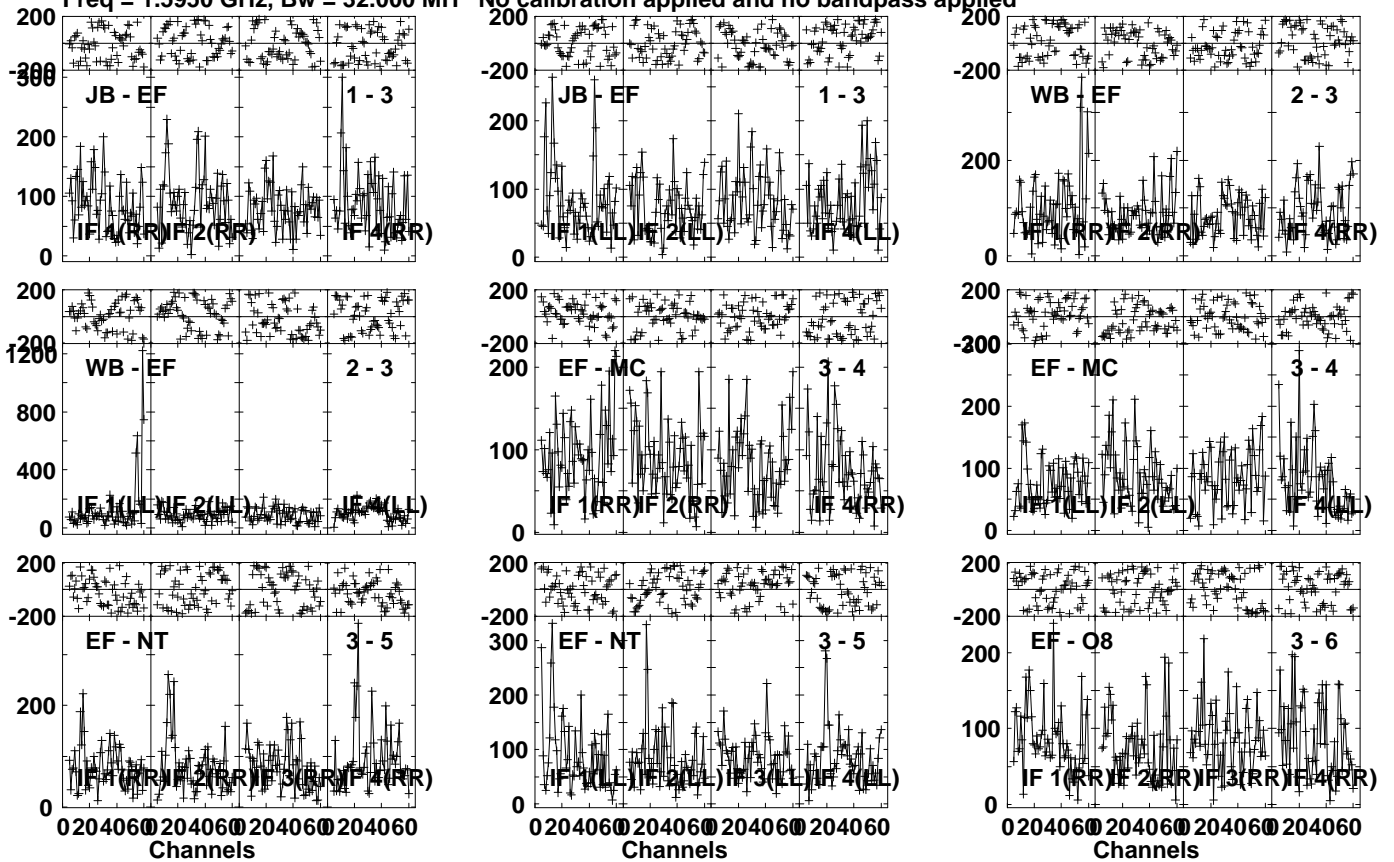 Freq = 1.5950 GHz, Bw = 32.000 MH No calibration applied and no bandpass applied
200 200 200
-200 -200 -200
300
JB - EF 1 - 3 JB - EF 1 - 3 WB - EF 2 - 3
200 200 200
100 100
IF 1(RR) IF 2(RR) IF 4(RR) IF 1(LL) IF 2(LL) IF 4(LL) IF 1(RR) IF 2(RR) IF 4(RR)
0 0 0
200 200 200
-200 -200 -200
1200 300
WB - EF 2 - 3 EF - MC 3 - 4 EF - MC 3 - 4
800 200 200
400 100 100
IF 1(LL) IF 2(LL) IF 4(LL) IF 1(RR) IF 2(RR) IF 4(RR) IF 1(LL) IF 2(LL) IF 4(LL)
0 0 0
200 200 200
-200 -200 -200
EF - NT 3 - 5 EF - NT 3 - 5 EF - O8 3 - 6
300
200 200 200
100 100
IF 1(RR) IF 2(RR) IF 3(RR) IF 4(RR) IF 1(LL) IF 2(LL) IF 3(LL) IF 4(LL) IF 1(RR) IF 2(RR) IF 3(RR) IF 4(RR)
0 0 0
0 20 40 60 0 20 40 60 0 20 40 60 0 20 40 60 0 20 40 60 0 20 40 60 0 20 40 60 0 20 40 60 0 20 40 60 0 20 40 60 0 20 40 60 0 20 40 60
Channels Channels Channels